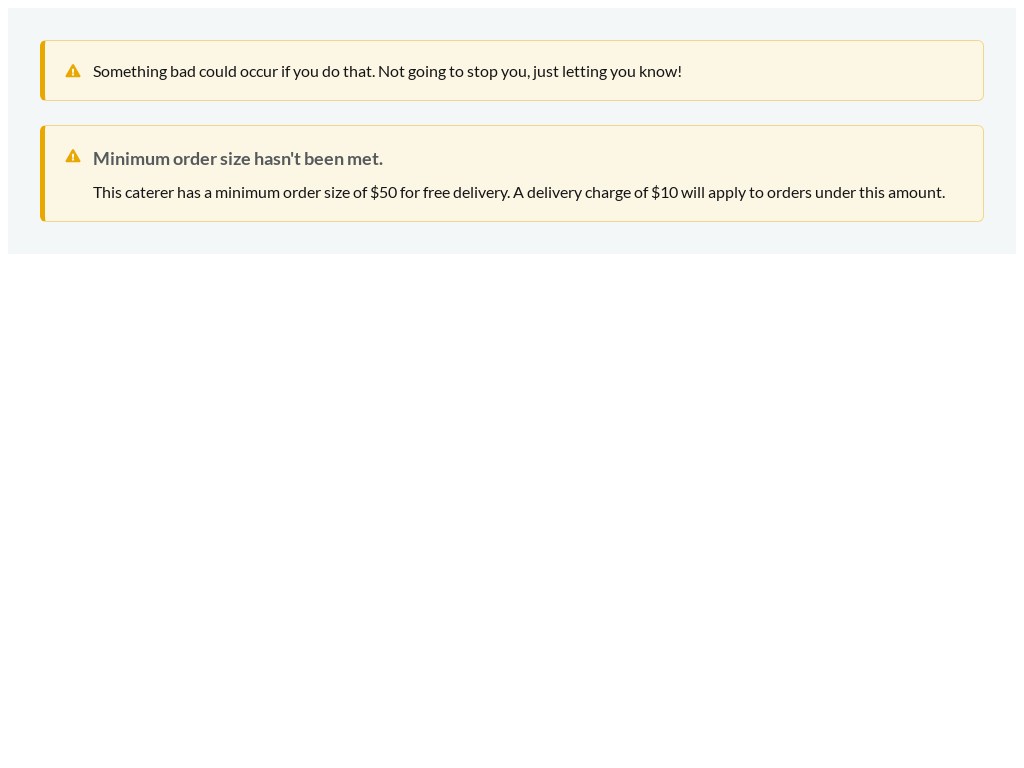 Something bad could occur if you do that. Not going to stop you, just letting you know!
Minimum order size hasn't been met.
This caterer has a minimum order size of $50 for free delivery. A delivery charge of $10 will apply to orders under this amount.